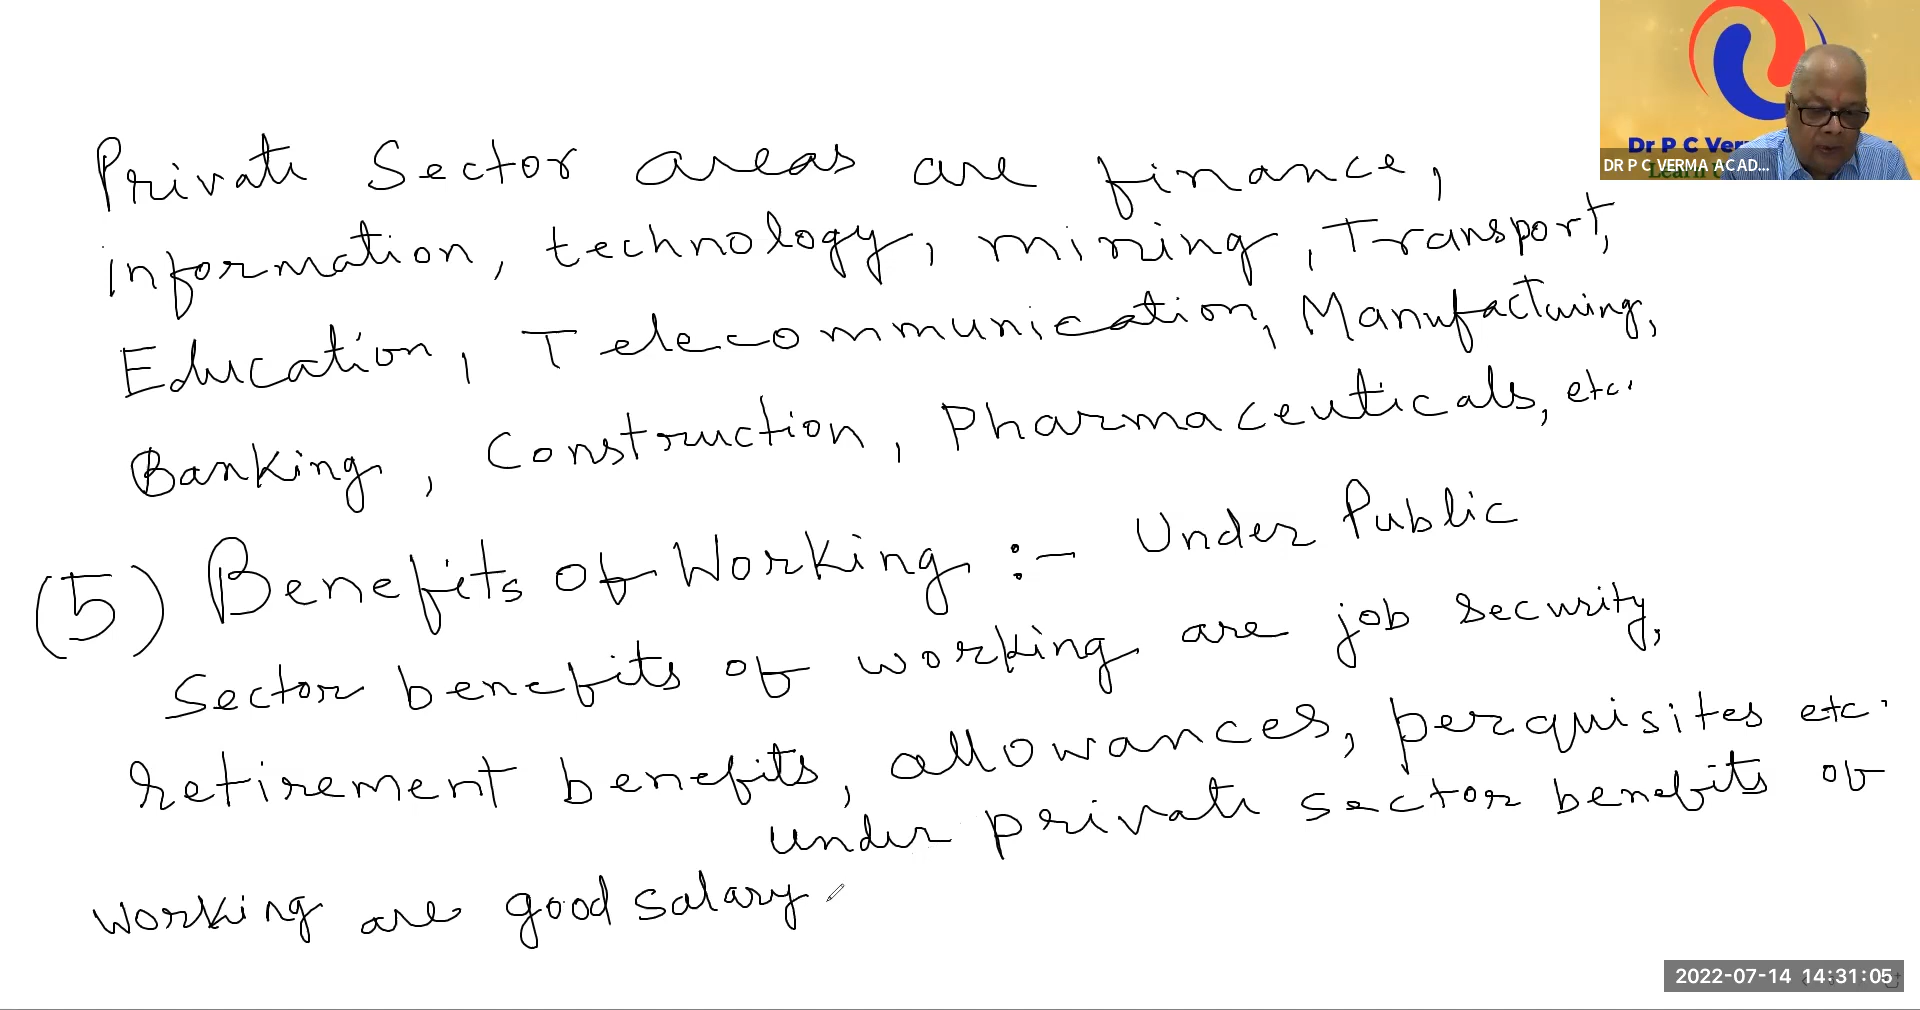 Private Sector areas are finance,
information, technology, mining, Transport,
Education, Telecommunication, Manufacturing,
Banking, Construction, Pharmaceuticals, etc.
(5) Benefits of Working :- Under Public
Sector benefits of working are job security,
retirement benefits, allowances, perquisites etc.
under private sector benefits of
working are good salary
Dr P C Ver
DR P C VERMA ACAD...
2022-07-14 14:31:05